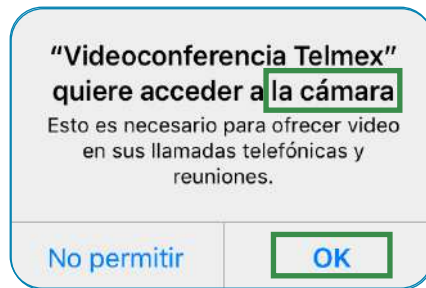 “Videoconferencia Telmex”
quiere acceder a la cámara
Esto es necesario para ofrecer video
en sus llamadas telefónicas y
reuniones.
No permitir
OK